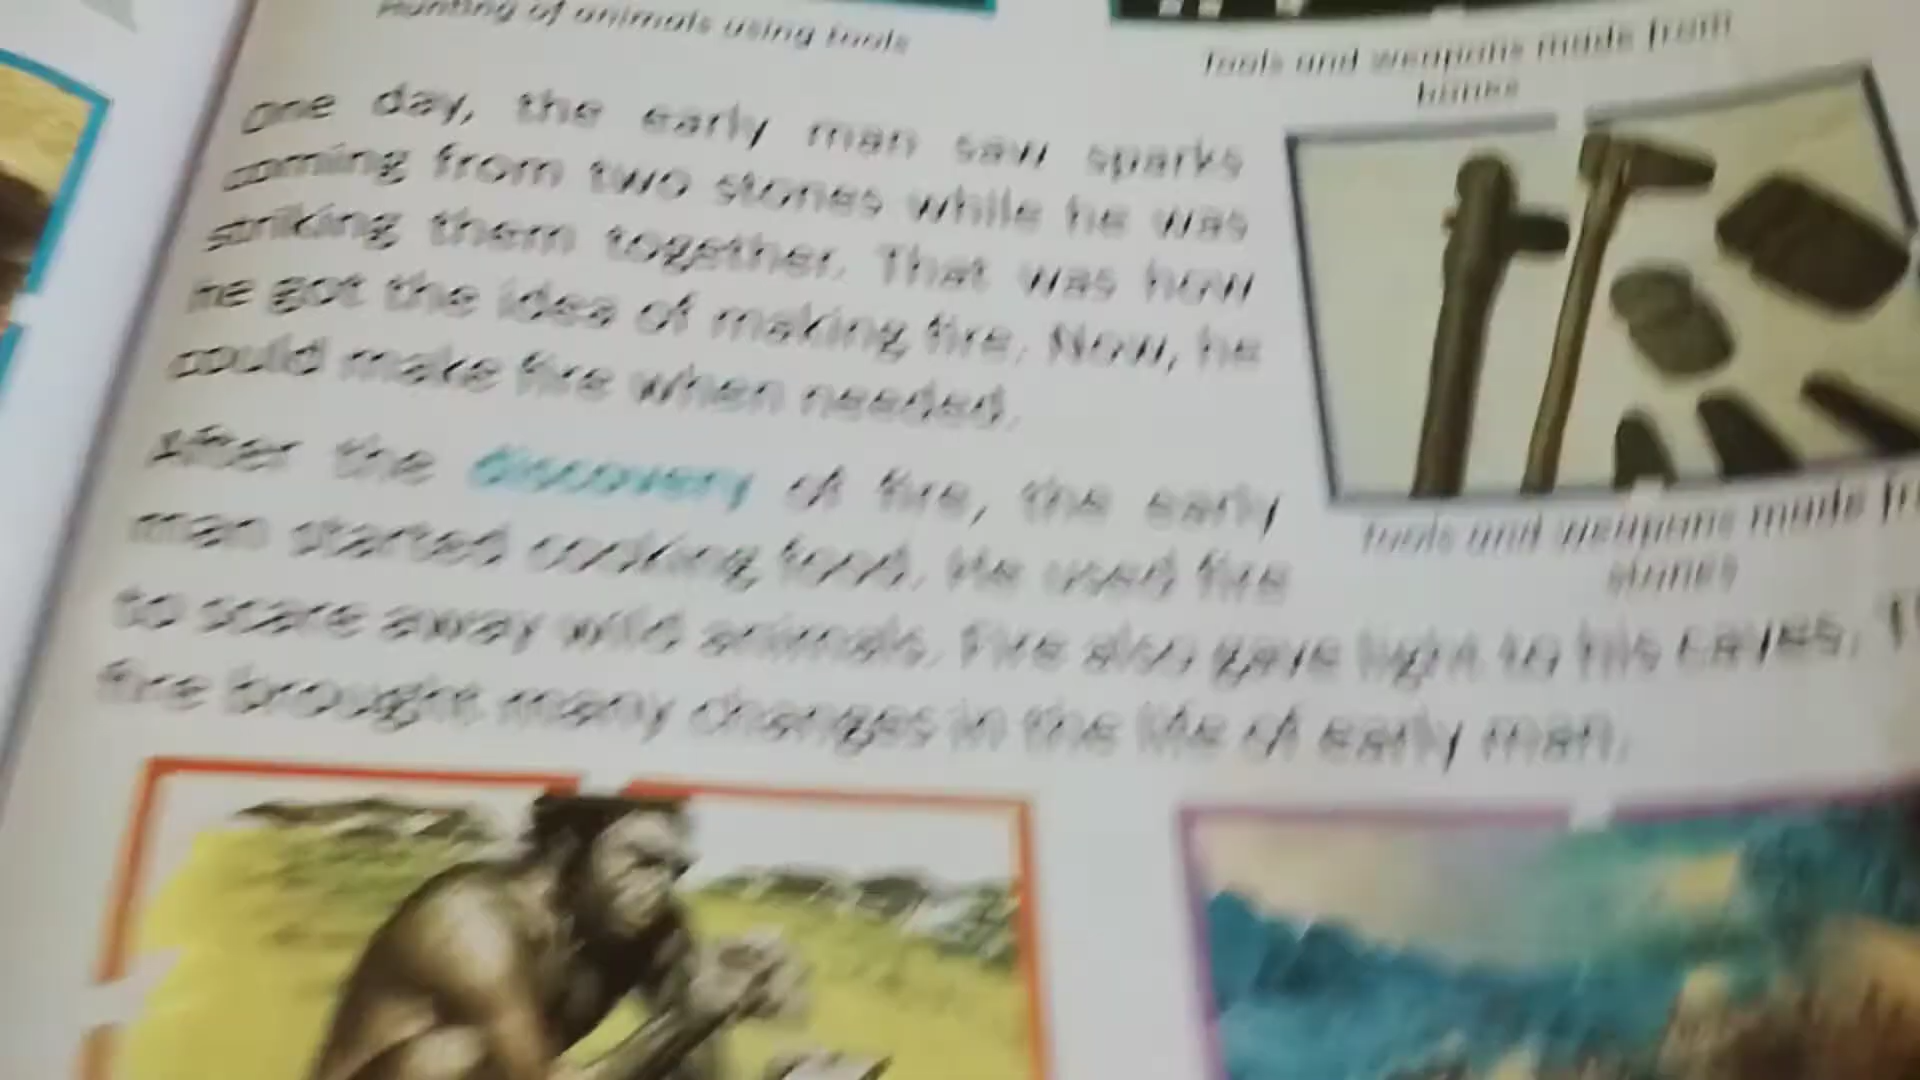 Hunting of animals using tools
Tools and weapons made from
bones
One day, the early man saw sparks
coming from two stones while he was
striking them together. That was how
he got the idea of making fire. Now, he
could make fire when needed.
After the discovery of fire, the early
man started cooking food. He used fire
to scare away wild animals. Fire also gave light to his caves.
fire brought many changes in the life of early man.
Tools and weapons made
stones